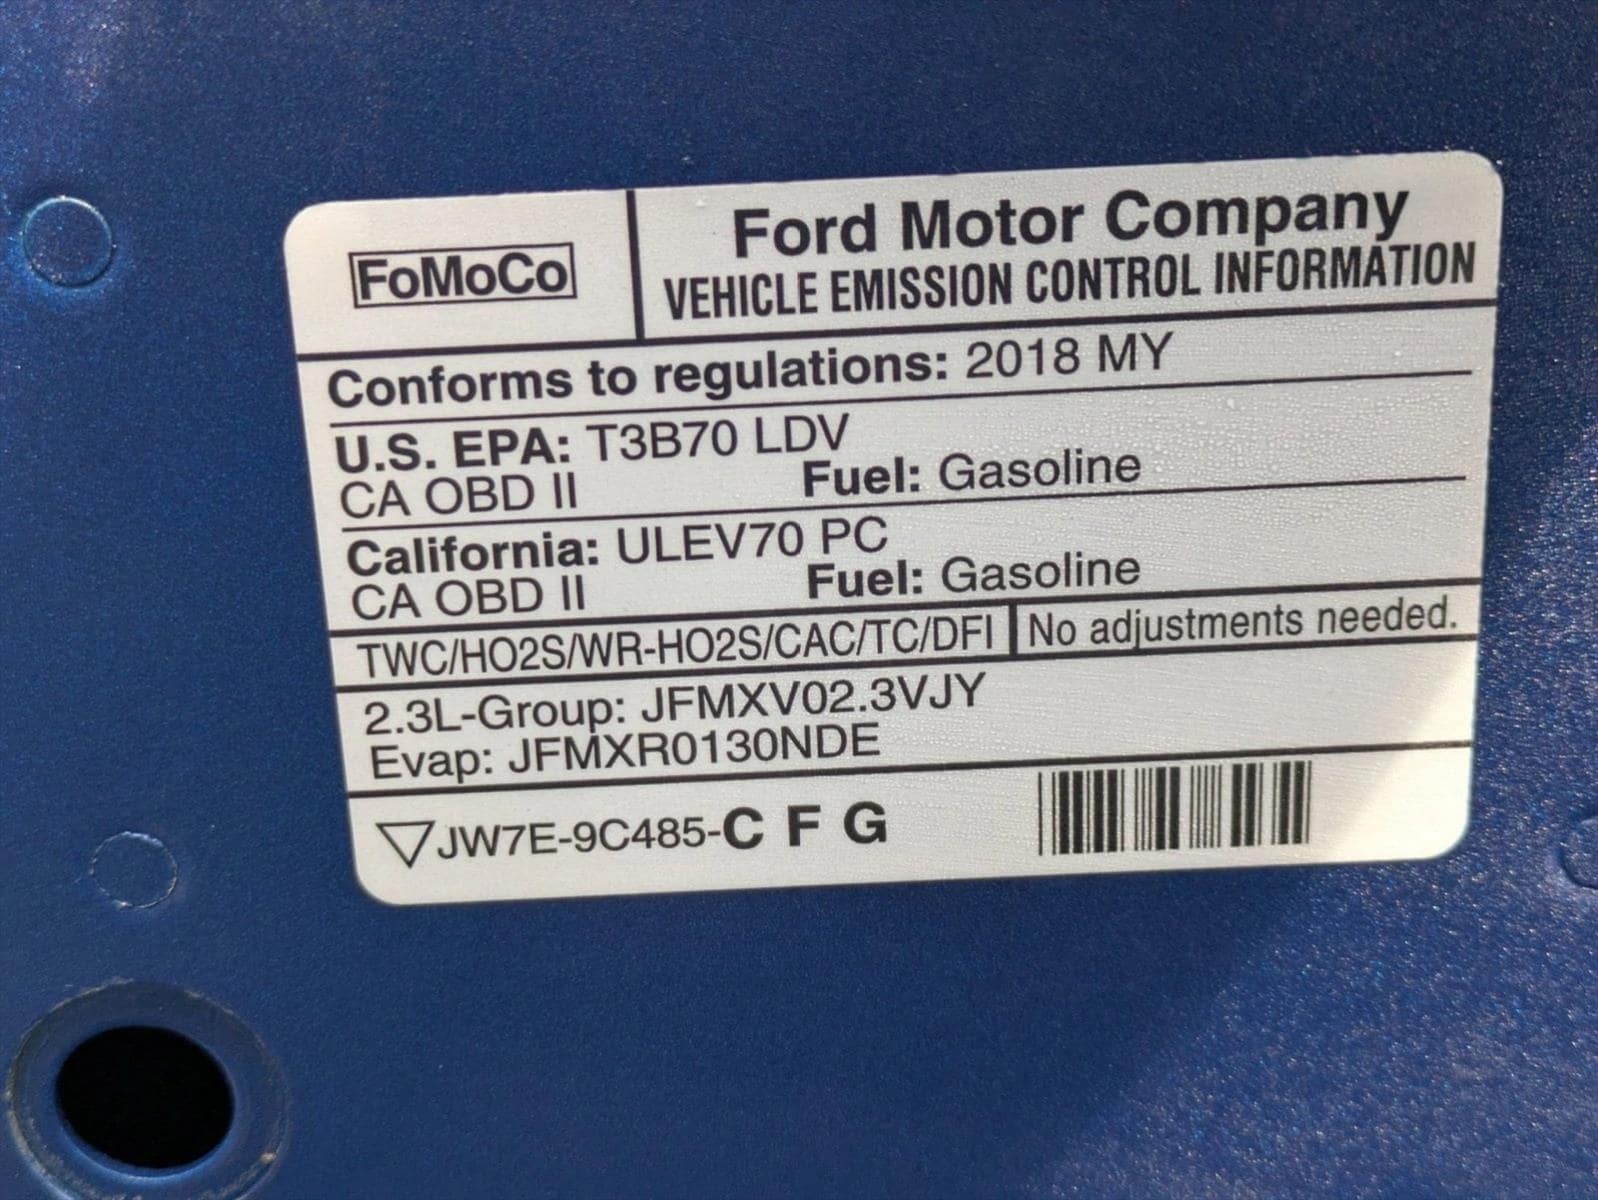 FoMoCo
Ford Motor Company
VEHICLE EMISSION CONTROL INFORMATION
Conforms to regulations: 2018 MY
U.S. EPA: T3B70 LDV
CA OBD II Fuel: Gasoline
California: ULEV70 PC
CA OBD II Fuel: Gasoline
TWC/HO2S/WR-HO2S/CAC/TC/DFI No adjustments needed.
2.3L-Group: JFMXV02.3VJY
Evap: JFMXR0130NDE
▽JW7E-9C485-C F G